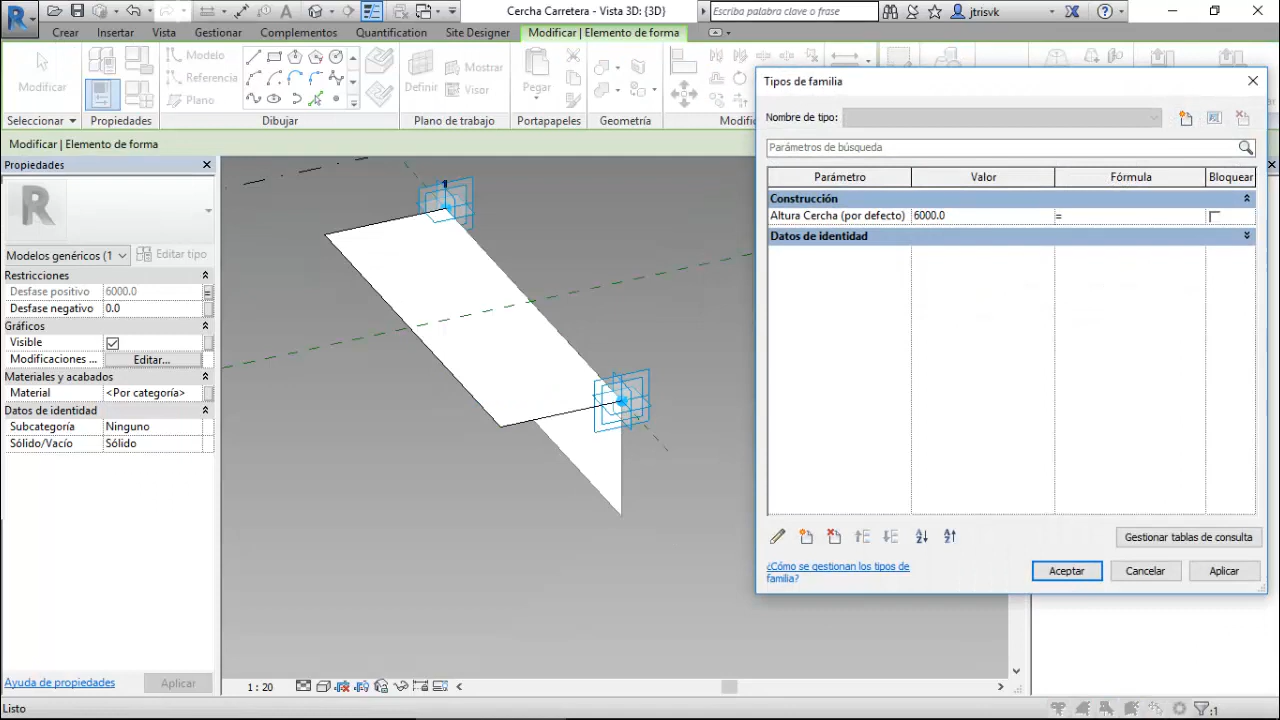 Cercha Carretera - Vista 3D: {3D}
Escriba palabra clave o frase
jtrisvk
Crear
Insertar
Vista
Gestionar
Complementos
Quantification
Site Designer
Modificar | Elemento de forma
Modelo
Referencia
Plano
Mostrar
Visor
Modificar
Definir
Pegar
Seleccionar
Propiedades
Dibujar
Plano de trabajo
Portapapeles
Geometría
Modif
Modificar | Elemento de forma
Propiedades
Modelos genéricos (1
Editar tipo
Restricciones
Desfase positivo 6000.0
Desfase negativo 0.0
Gráficos
Visible
Modificaciones ... Editar...
Materiales y acabados
Material <Por categoría>
Datos de identidad
Subcategoría Ninguno
Sólido/Vacío Sólido
Ayuda de propiedades
Aplicar
1
Tipos de familia
Nombre de tipo:
Parámetros de búsqueda
Parámetro Valor Fórmula Bloquear
Construcción
Altura Cercha (por defecto) 6000.0 =
Datos de identidad
Gestionar tablas de consulta
¿Cómo se gestionan los tipos de
familia?
Aceptar
Cancelar
Aplicar
1 : 20
Listo
:1